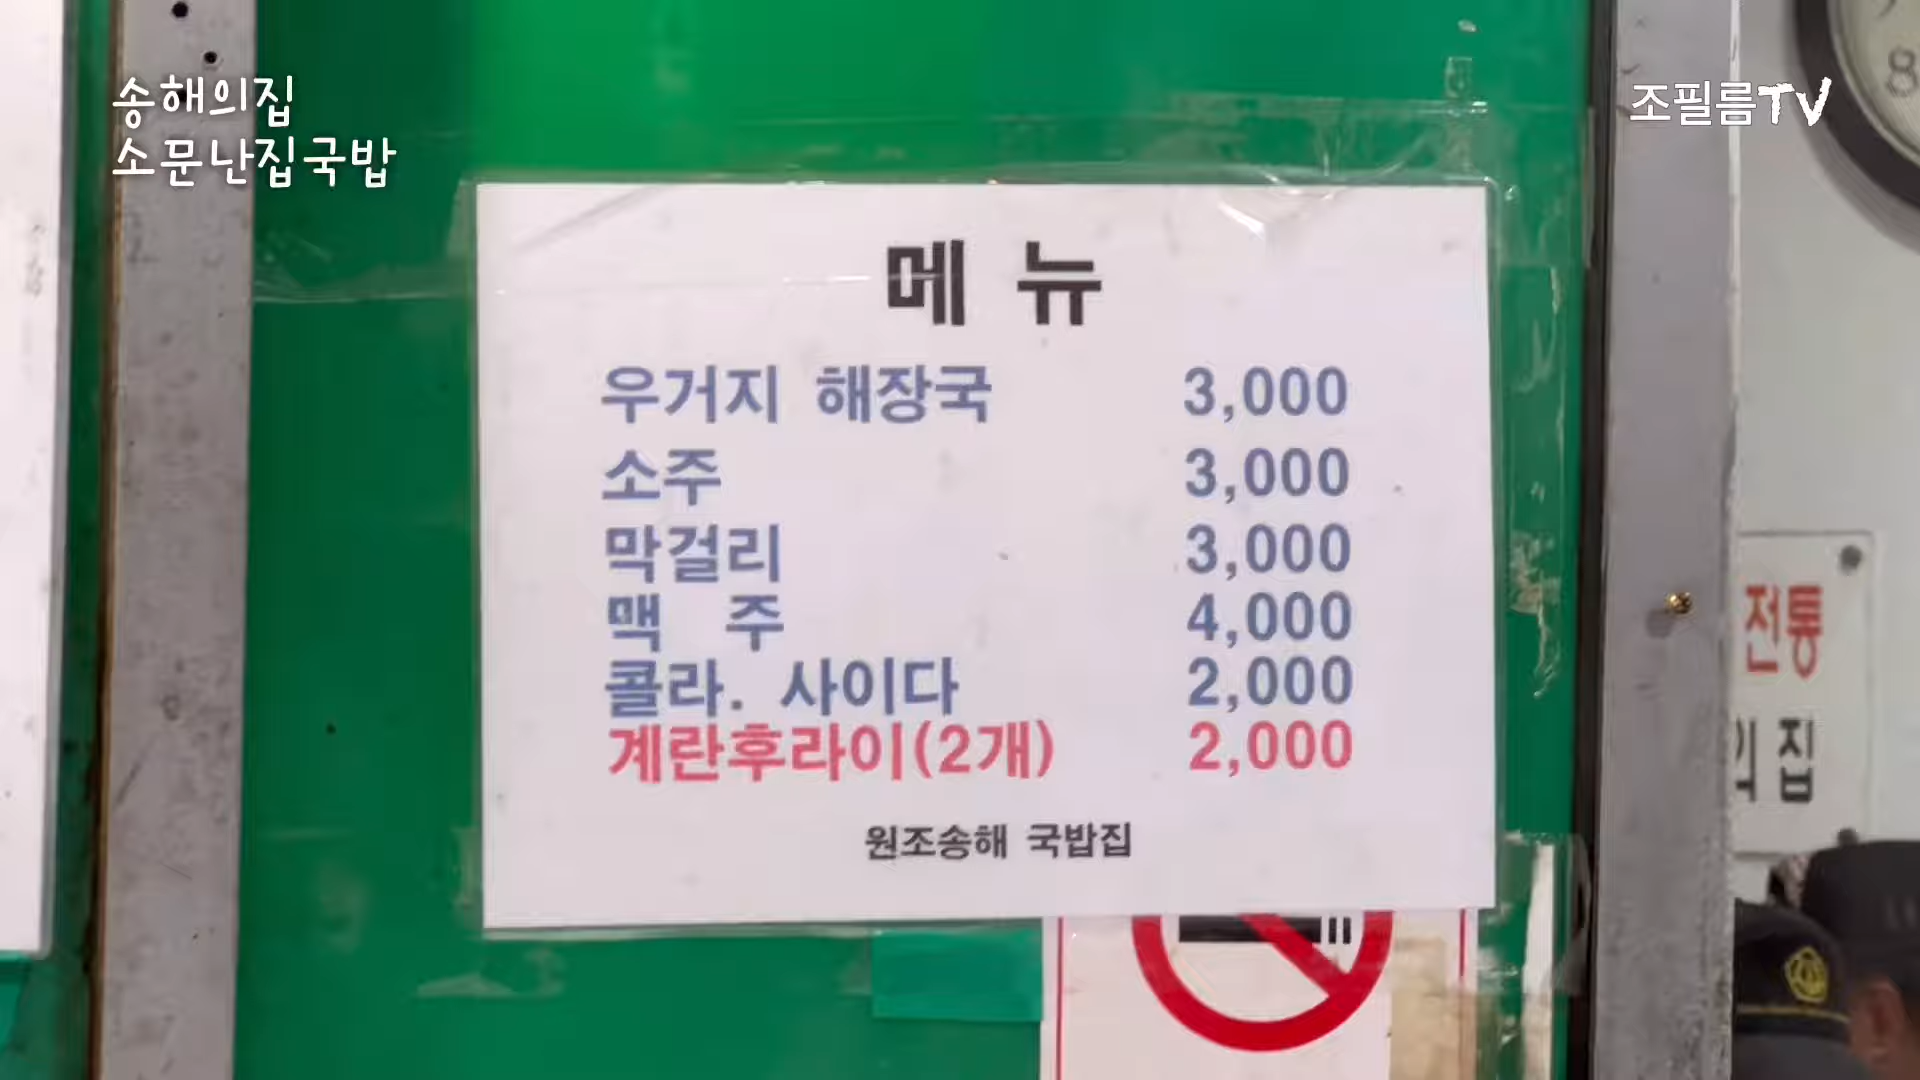 송해의집
소문난집국밥
조필름TV
8
메 뉴
우거지 해장국 3,000
소주 3,000
막걸리 3,000
맥 주 4,000
콜라. 사이다 2,000
계란후라이(2개) 2,000
원조송해 국밥집
전통
의 집